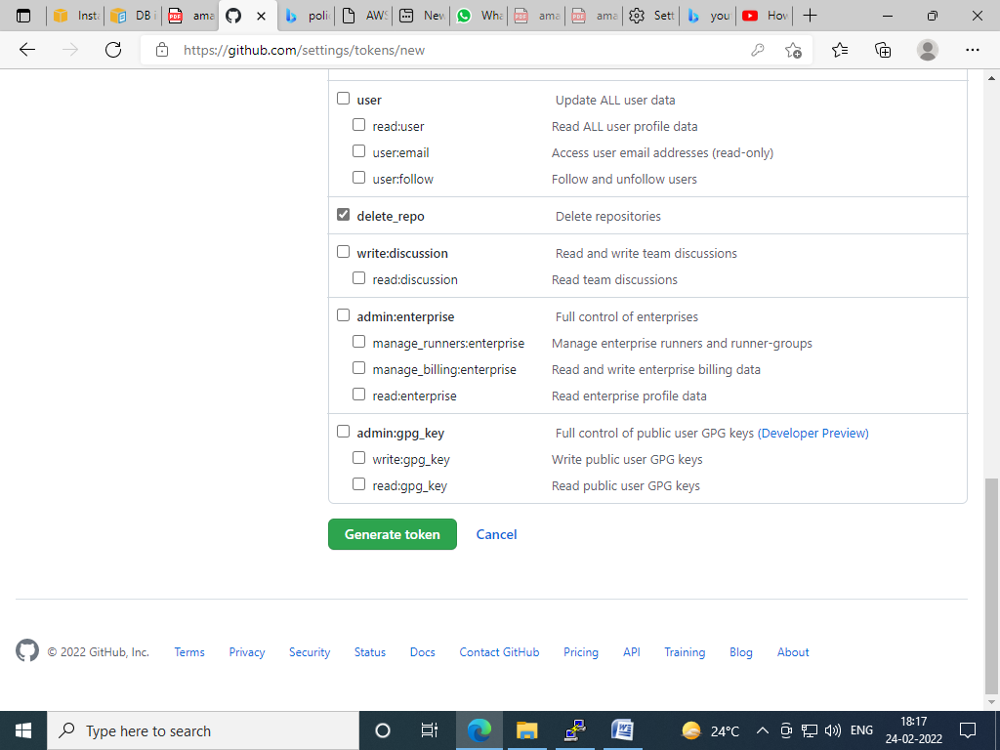 Inst
DB i
ama
poli
AWS
New
Wha
ama
ama
Sett
you
How
https://github.com/settings/tokens/new
user Update ALL user data
read:user Read ALL user profile data
user:email Access user email addresses (read-only)
user:follow Follow and unfollow users
delete_repo Delete repositories
write:discussion Read and write team discussions
read:discussion Read team discussions
admin:enterprise Full control of enterprises
manage_runners:enterprise Manage enterprise runners and runner-groups
manage_billing:enterprise Read and write enterprise billing data
read:enterprise Read enterprise profile data
admin:gpg_key Full control of public user GPG keys (Developer Preview)
write:gpg_key Write public user GPG keys
read:gpg_key Read public user GPG keys
Generate token Cancel
© 2022 GitHub, Inc. Terms Privacy Security Status Docs Contact GitHub Pricing API Training Blog About
Type here to search 24°C ENG 18:17
24-02-2022